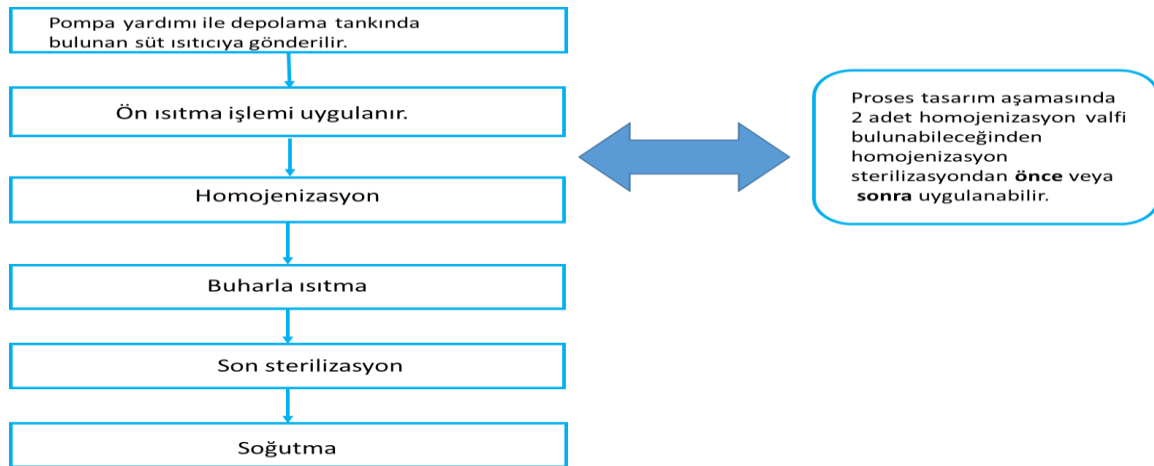 Pompa yardımı ile depolama tankında
bulunan süt ısıtıcıya gönderilir.
Ön ısıtma işlemi uygulanır.
Homojenizasyon
Buharla ısıtma
Son sterilizasyon
Soğutma
Proses tasarım aşamasında
2 adet homojenizasyon valfi
bulunabileceğinden
homojenizasyon
sterilizasyondan önce veya
sonra uygulanabilir.